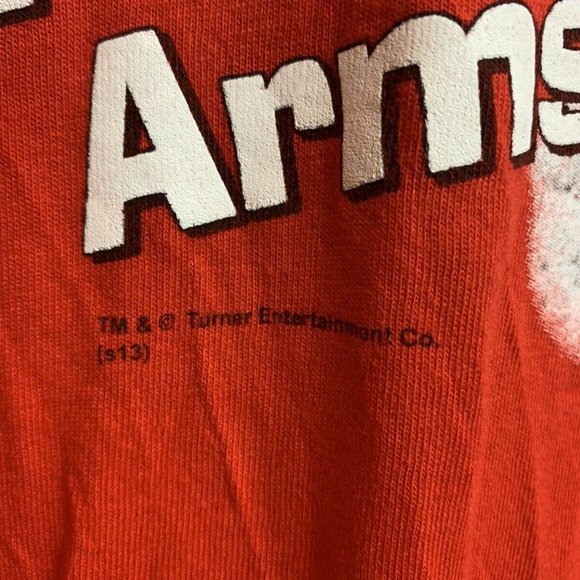 Arms
TM & © Turner Entertainment Co.
(s13)